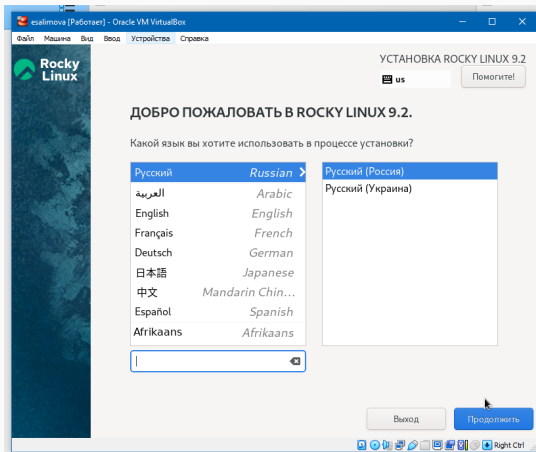 esalimova [Работает] - Oracle VM VirtualBox
Файл Машина Вид Ввод Устройства Справка
Rocky
Linux
УСТАНОВКА ROCKY LINUX 9.2
us
Помогите!
ДОБРО ПОЖАЛОВАТЬ В ROCKY LINUX 9.2.
Какой язык вы хотите использовать в процессе установки?
Русский Russian
العربية Arabic
English English
Français French
Deutsch German
日本語 Japanese
中文 Mandarin Chin...
Español Spanish
Afrikaans Afrikaans
Русский (Россия)
Русский (Украина)
Выход
Продолжить
Right Ctrl